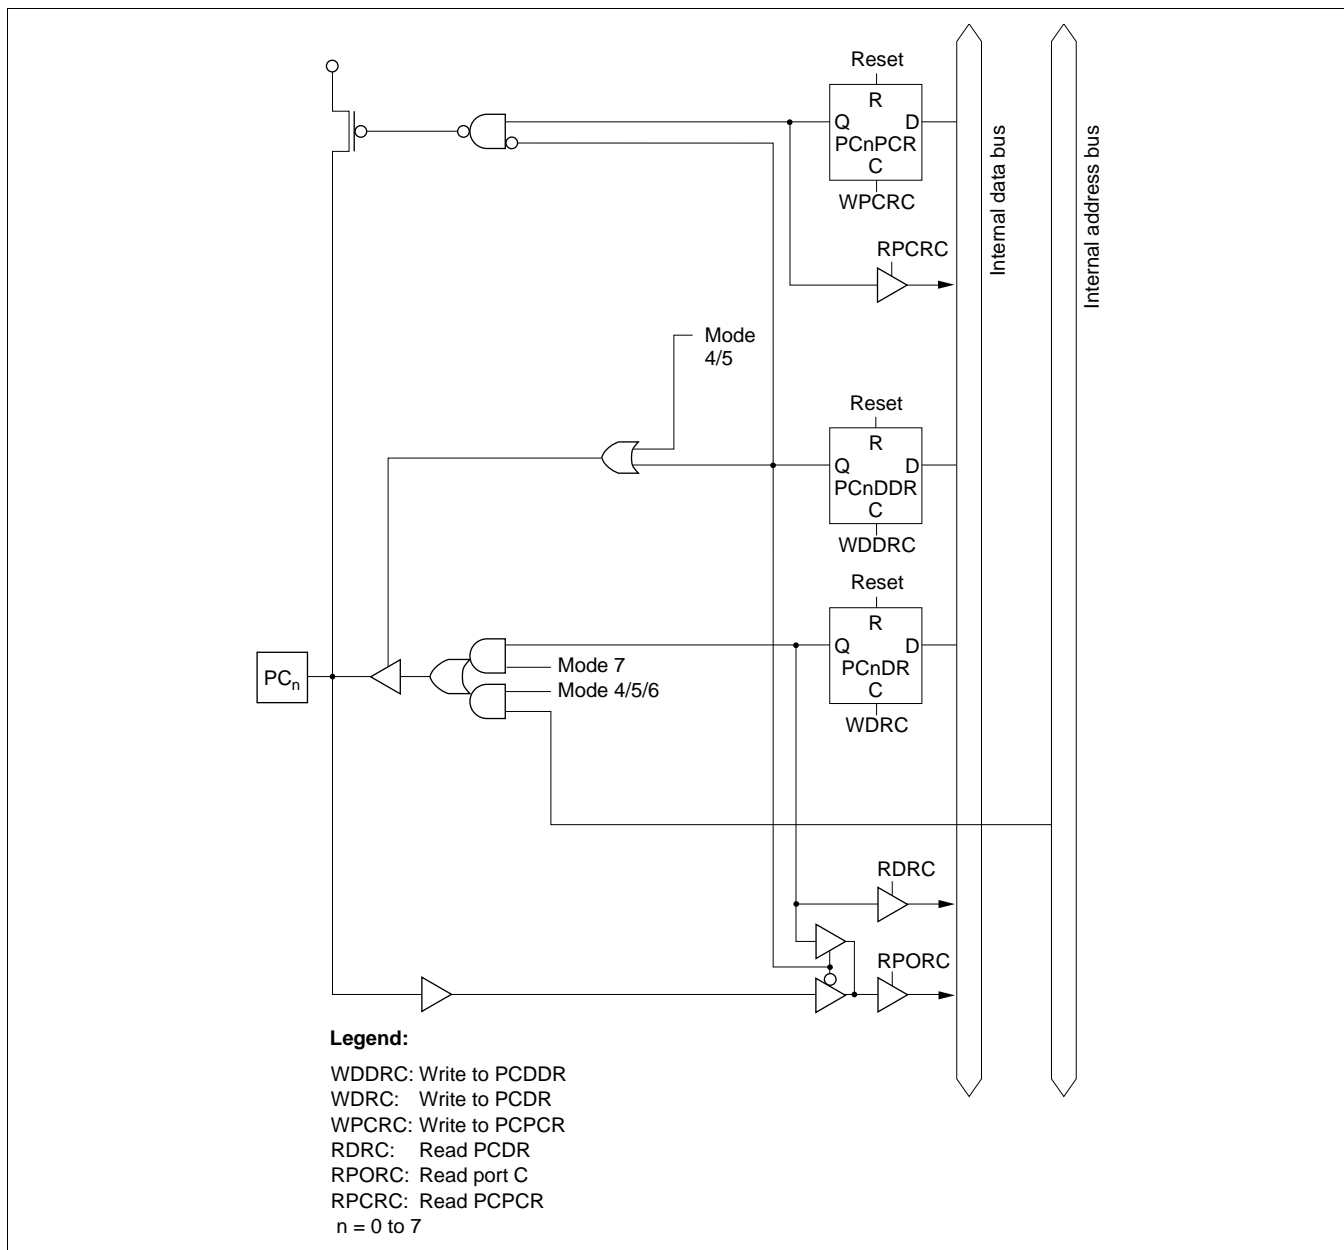 Reset
R
Q D
PCnPCR
C
WPCRC
Internal data bus
Internal address bus
RPCRC
Mode
4/5
Reset
R
Q D
PCnDDR
C
WDDRC
Reset
R
Q D
PCnDR
C
WDRC
PCn
Mode 7
Mode 4/5/6
RDRC
RPORC
Legend:
WDDRC: Write to PCDDR
WDRC: Write to PCDR
WPCRC: Write to PCPCR
RDRC: Read PCDR
RPORC: Read port C
RPCRC: Read PCPCR
n = 0 to 7